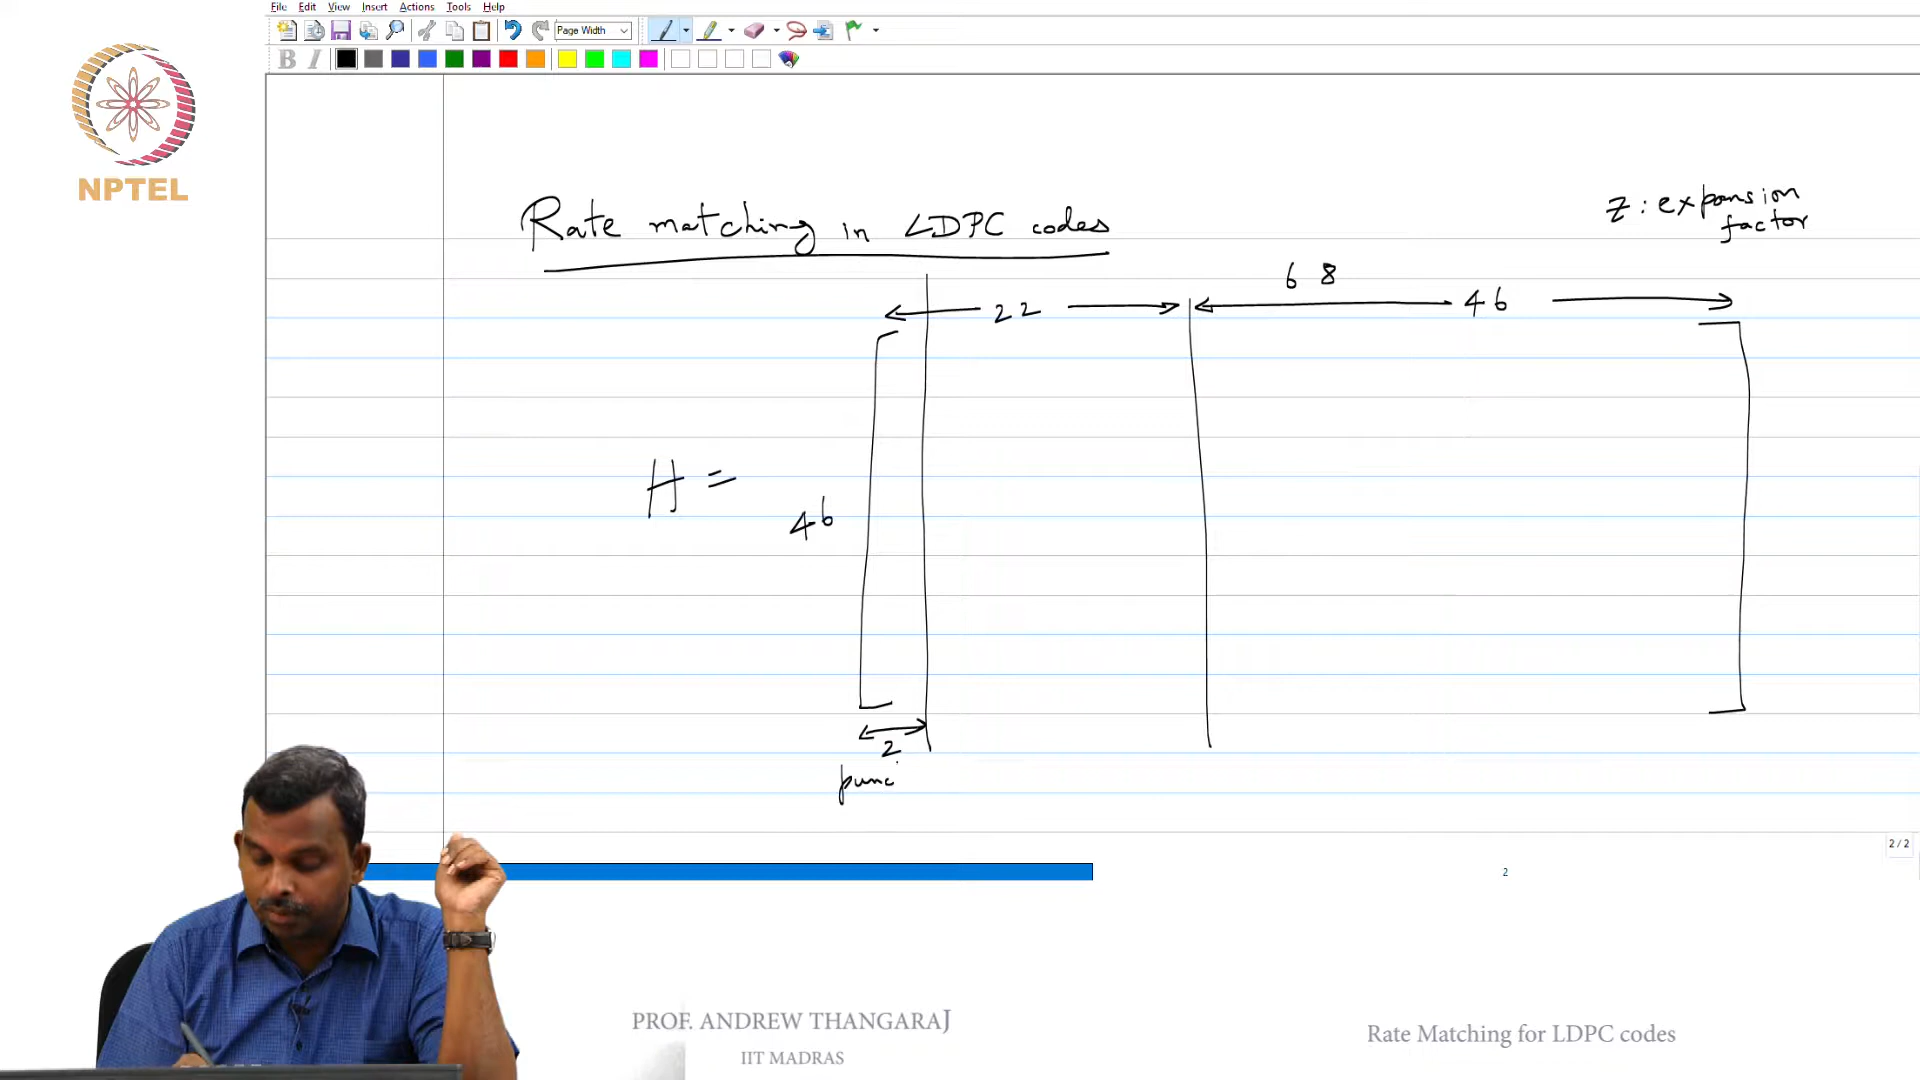 File Edit View Insert Actions Tools Help
Page Width
B I
NPTEL
Rate matching in LDPC codes
z : expansion
factor
68
22
46
H =
46
2
punc
2 / 2
2
PROF. ANDREW THANGARAJ
IIT MADRAS
Rate Matching for LDPC codes